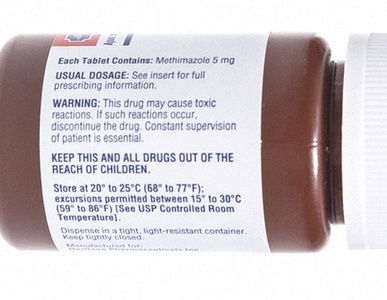 Each Tablet Contains: Methimazole 5 mg
USUAL DOSAGE: See insert for full
prescribing information.
WARNING: This drug may cause toxic
reactions. If such reactions occur,
discontinue the drug. Constant supervision
of patient is essential.
KEEP THIS AND ALL DRUGS OUT OF THE
REACH OF CHILDREN.
Store at 20° to 25°C (68° to 77°F);
excursions permitted between 15° to 30°C
(59° to 86°F) [See USP Controlled Room
Temperature).
Dispense in a tight, light-resistant container.
Keep tightly closed.
Manufactured for: